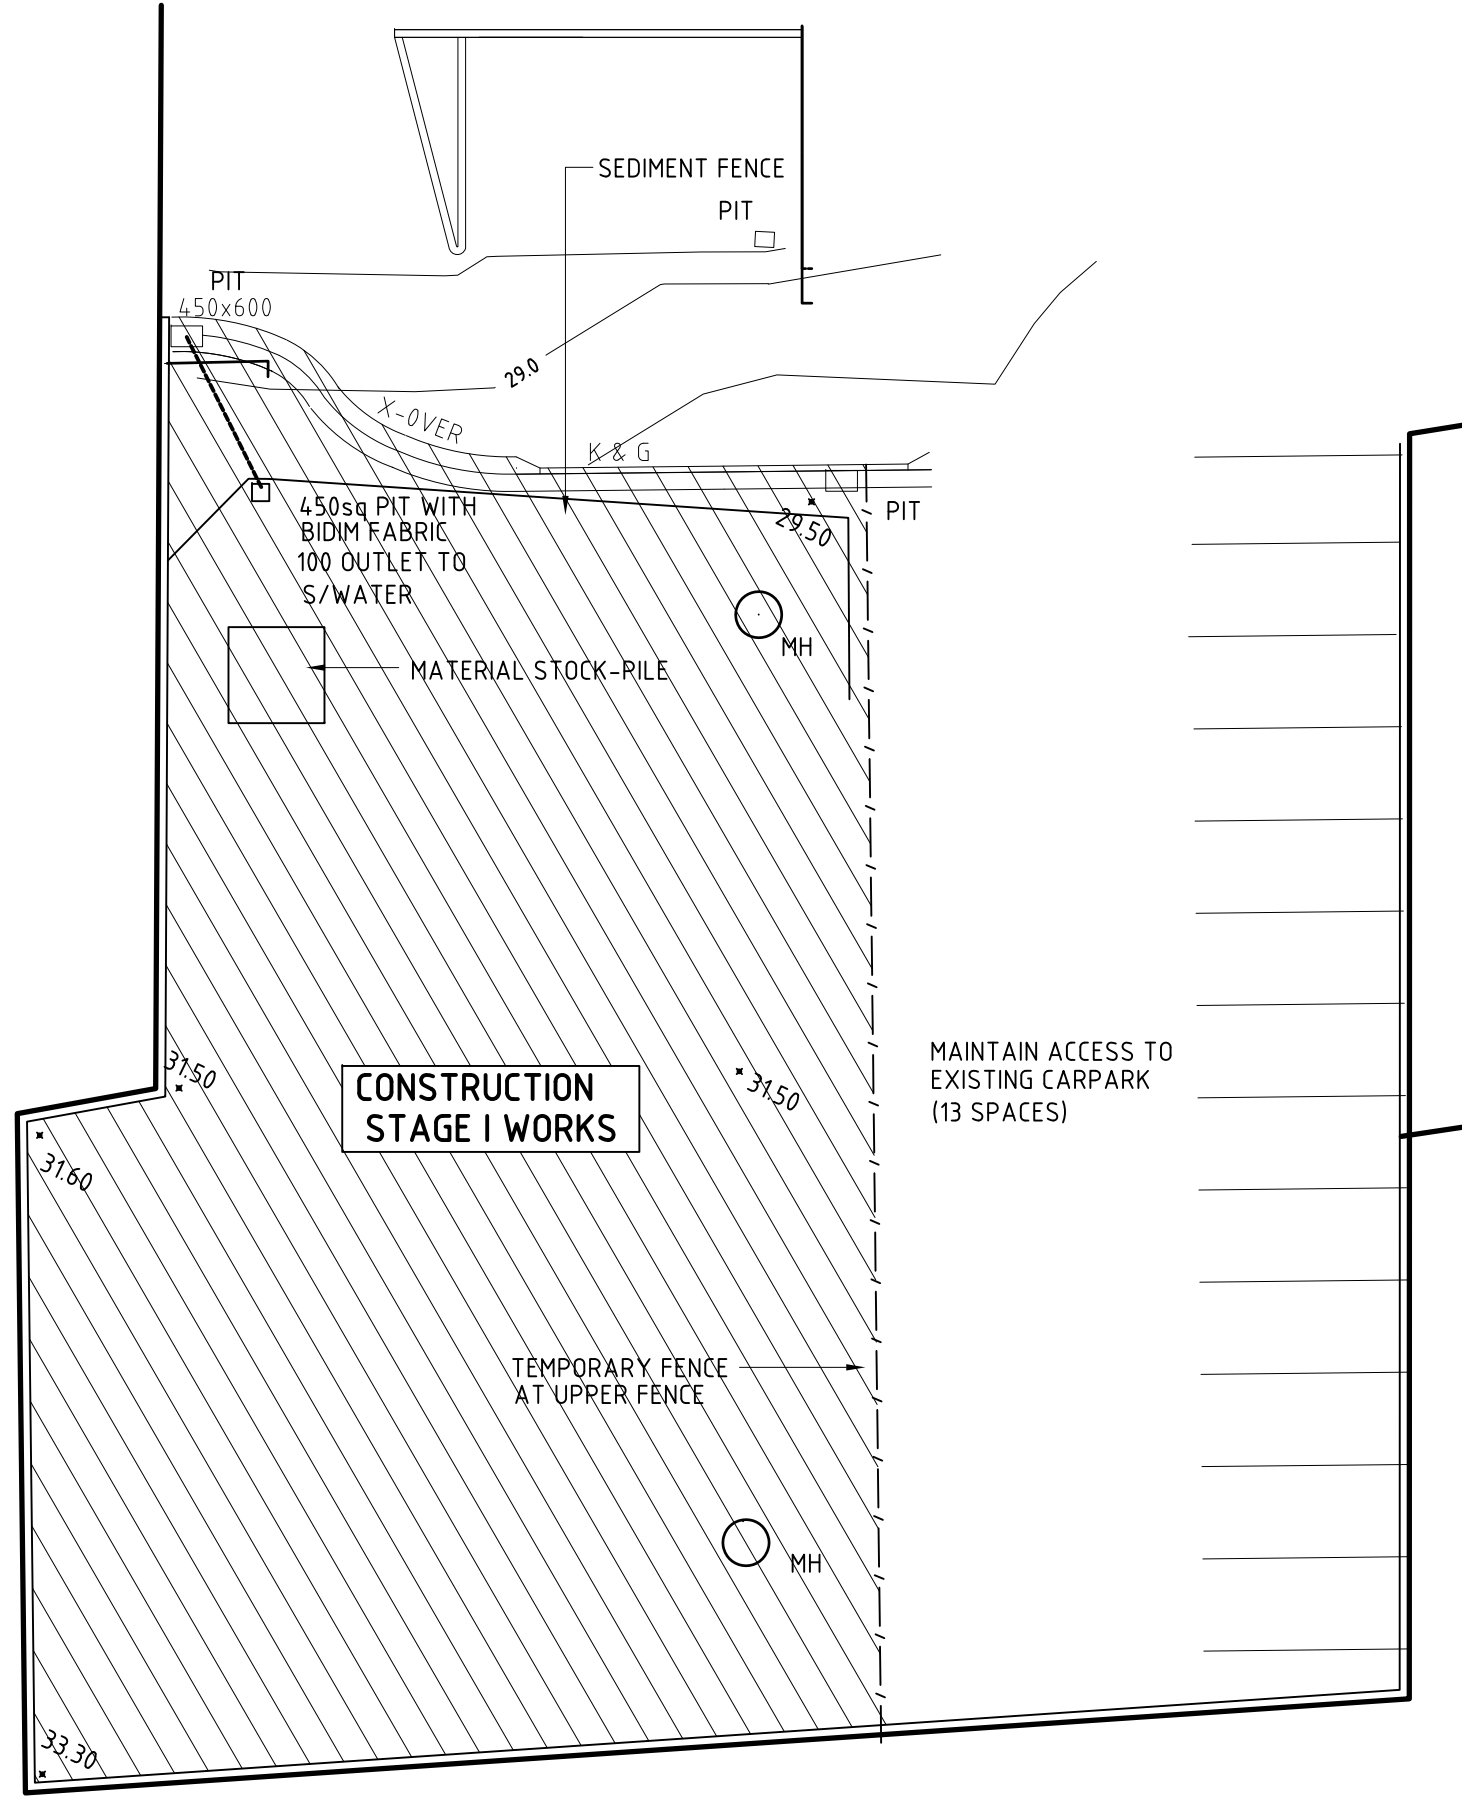 SEDIMENT FENCE
PIT
PIT
450x600
29.0
X-OVER
K & G
450sq PIT WITH
BIDIM FABRIC
100 OUTLET TO
S/WATER
29.50
PIT
MH
MATERIAL STOCK-PILE
31.50
CONSTRUCTION
STAGE I WORKS
31.50
MAINTAIN ACCESS TO
EXISTING CARPARK
(13 SPACES)
31.60
TEMPORARY FENCE
AT UPPER FENCE
MH
33.30